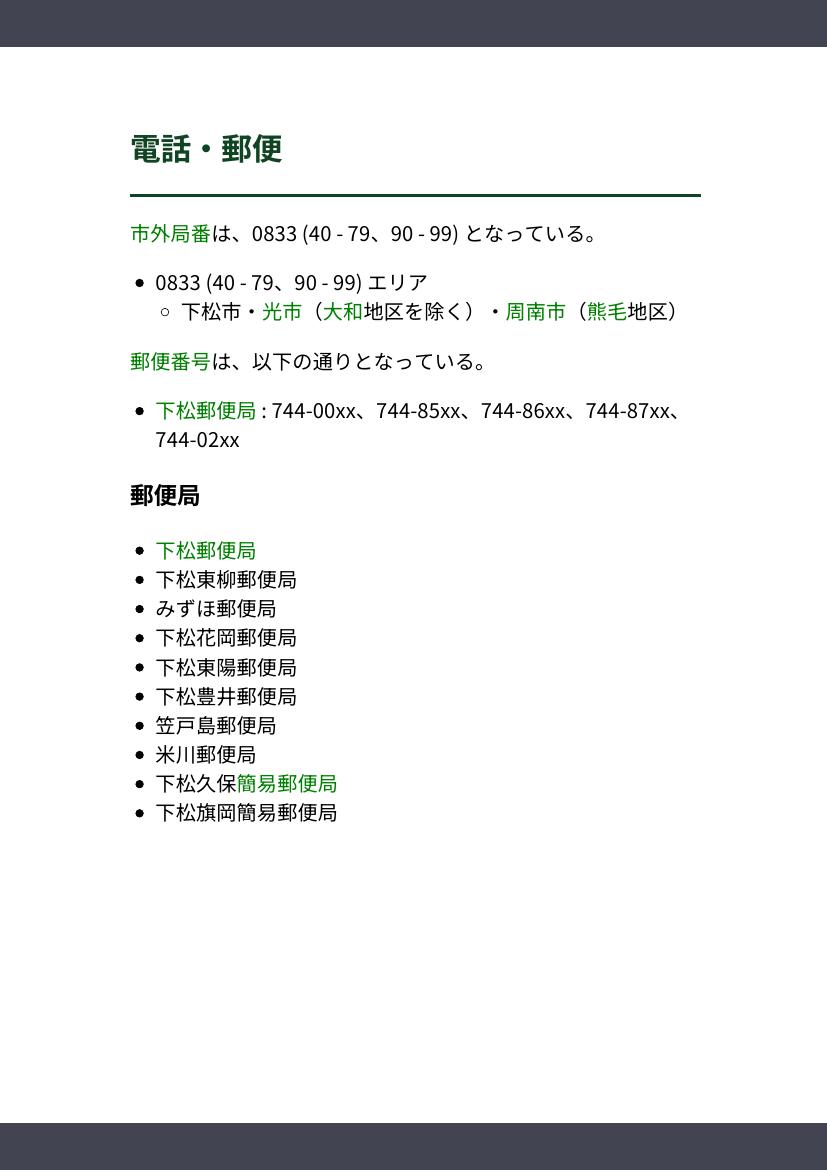 電話・郵便
市外局番は、0833 (40 - 79、90 - 99) となっている。
0833 (40 - 79、90 - 99) エリア
下松市・光市（大和地区を除く）・周南市（熊毛地区）
郵便番号は、以下の通りとなっている。
下松郵便局 : 744-00xx、744-85xx、744-86xx、744-87xx、
744-02xx
郵便局
下松郵便局
下松東柳郵便局
みずほ郵便局
下松花岡郵便局
下松東陽郵便局
下松豊井郵便局
笠戸島郵便局
米川郵便局
下松久保簡易郵便局
下松旗岡簡易郵便局